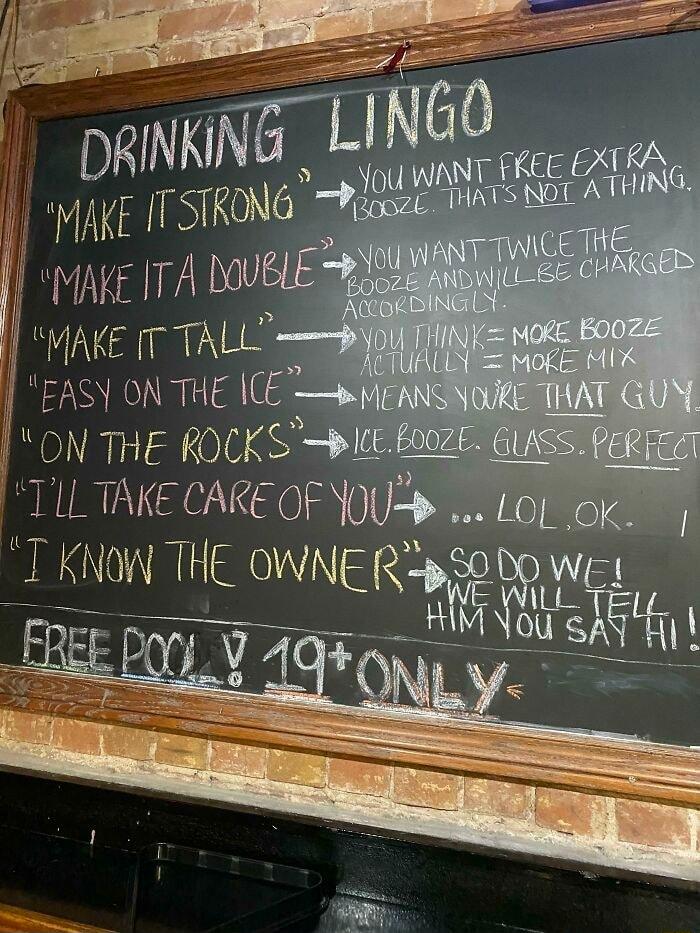 DRINKING LINGO
"MAKE IT STRONG" → YOU WANT FREE EXTRA
BOOZE. THAT'S NOT A THING.
"MAKE IT A DOUBLE" → YOU WANT TWICE THE
BOOZE AND WILL BE CHARGED
ACCORDINGLY.
"MAKE IT TALL" → YOU THINK = MORE BOOZE
ACTUALLY = MORE MIX
"EASY ON THE ICE" → MEANS YOU'RE THAT GUY
"ON THE ROCKS" → ICE. BOOZE. GLASS. PERFECT
"I'LL TAKE CARE OF YOU" → ... LOL, OK.
"I KNOW THE OWNER" → SO DO WE!
WE WILL TELL
HIM YOU SAY HI!
FREE POOL! 19+ ONLY